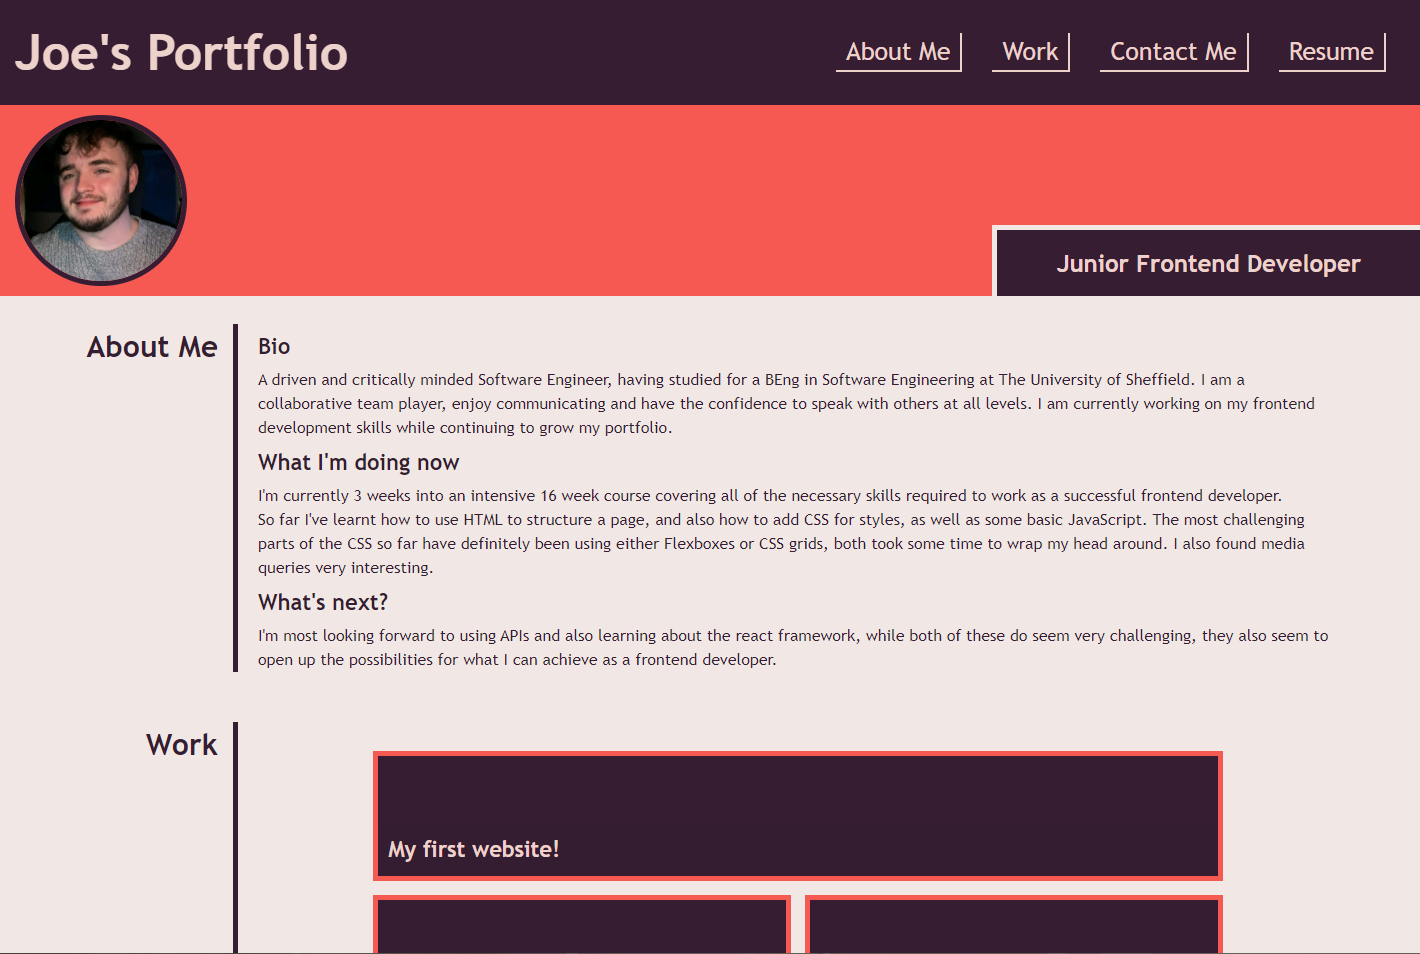 Joe's Portfolio
About Me
Work
Contact Me
Resume
Junior Frontend Developer
About Me
Bio
A driven and critically minded Software Engineer, having studied for a BEng in Software Engineering at The University of Sheffield. I am a
collaborative team player, enjoy communicating and have the confidence to speak with others at all levels. I am currently working on my frontend
development skills while continuing to grow my portfolio.
What I'm doing now
I'm currently 3 weeks into an intensive 16 week course covering all of the necessary skills required to work as a successful frontend developer.
So far I've learnt how to use HTML to structure a page, and also how to add CSS for styles, as well as some basic JavaScript. The most challenging
parts of the CSS so far have definitely been using either Flexboxes or CSS grids, both took some time to wrap my head around. I also found media
queries very interesting.
What's next?
I'm most looking forward to using APIs and also learning about the react framework, while both of these do seem very challenging, they also seem to
open up the possibilities for what I can achieve as a frontend developer.
Work
My first website!